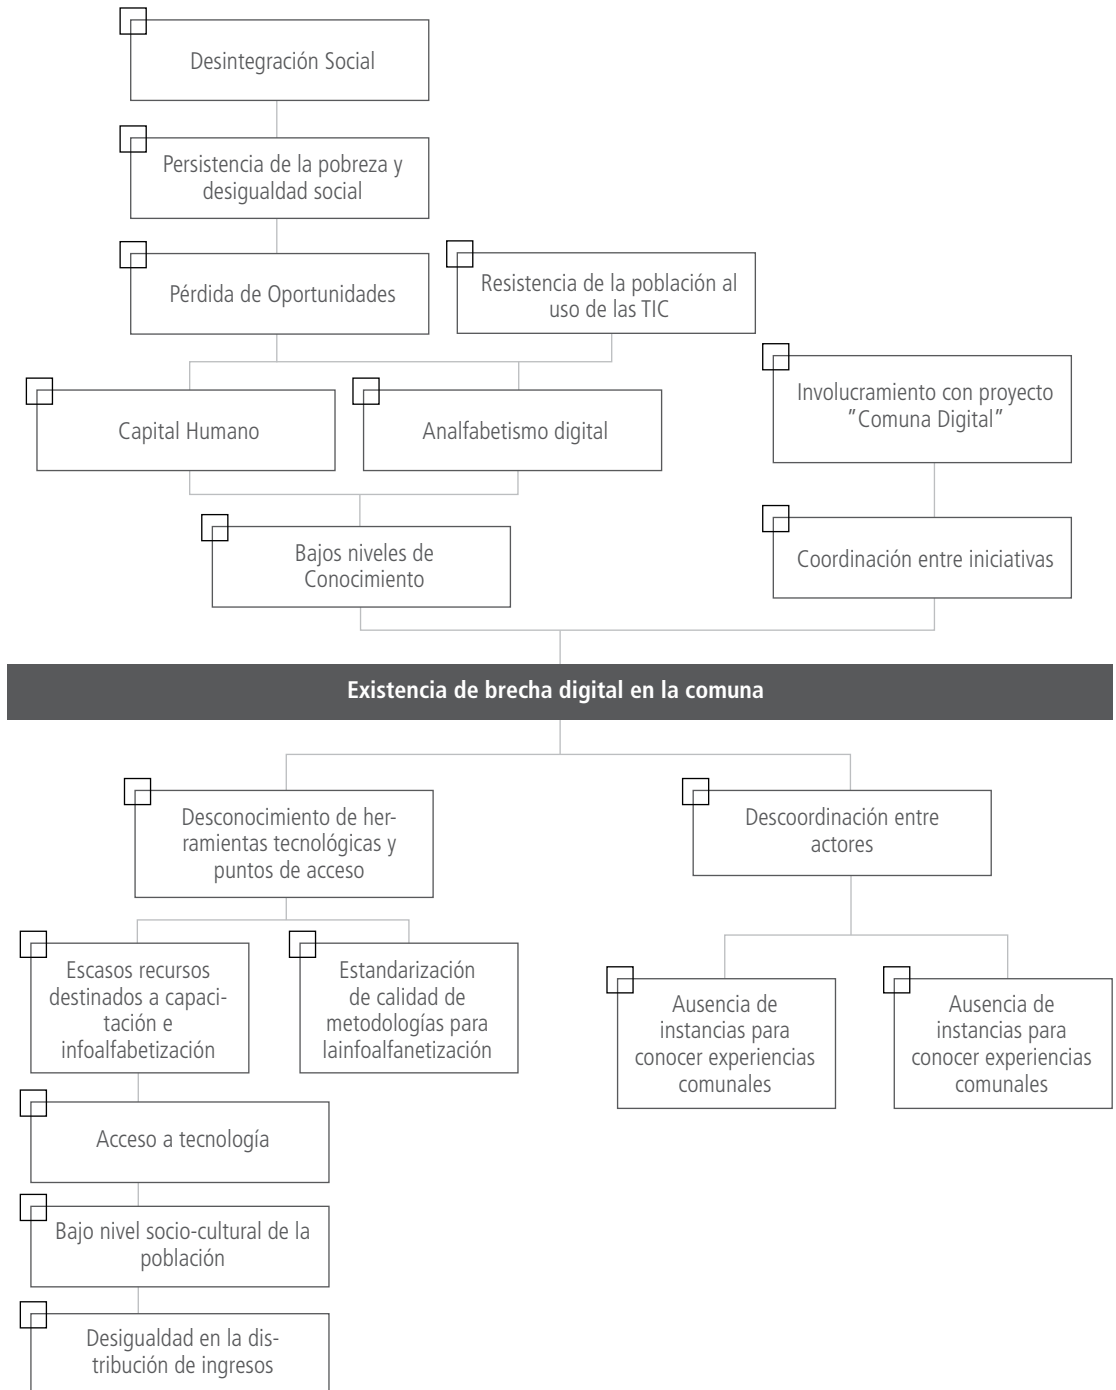 Desintegración Social
Persistencia de la pobreza y
desigualdad social
Pérdida de Oportunidades
Resistencia de la población al
uso de las TIC
Capital Humano
Analfabetismo digital
Involucramiento con proyecto
"Comuna Digital"
Bajos niveles de
Conocimiento
Coordinación entre iniciativas
Existencia de brecha digital en la comuna
Desconocimiento de her-
ramientas tecnológicas y
puntos de acceso
Descoordinación entre
actores
Escasos recursos
destinados a capaci-
tación e
infoalfabetización
Estandarización
de calidad de
metodologías para
lainfoalfanetización
Ausencia de
instancias para
conocer experiencias
comunales
Ausencia de
instancias para
conocer experiencias
comunales
Acceso a tecnología
Bajo nivel socio-cultural de la
población
Desigualdad en la dis-
tribución de ingresos